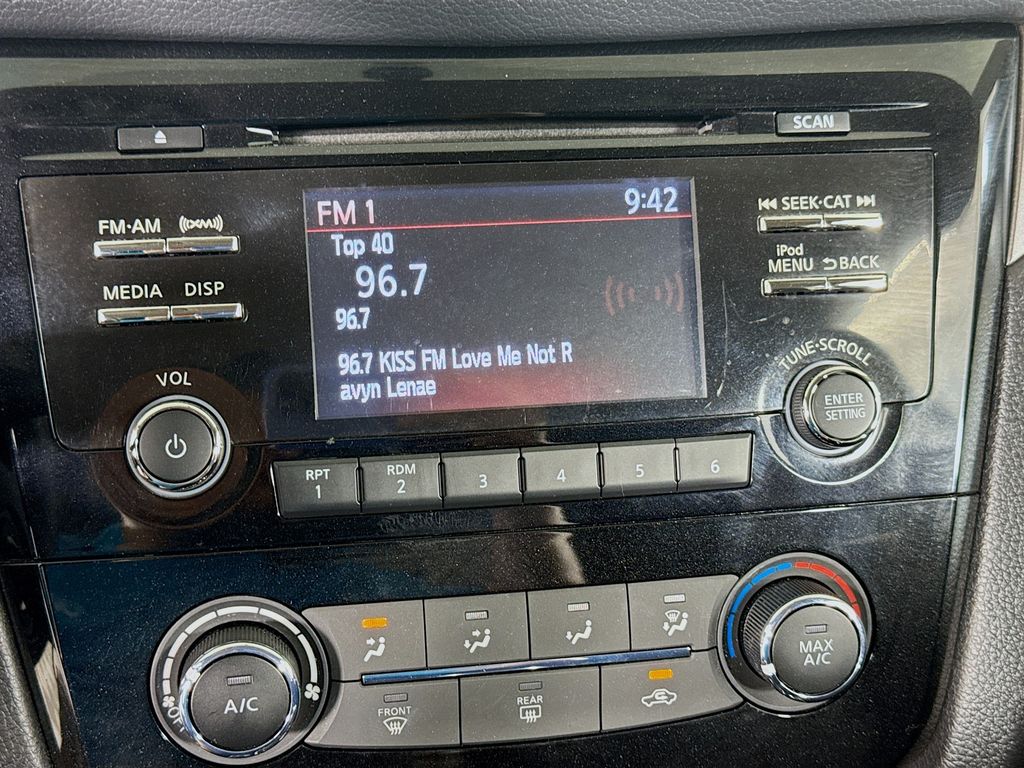 SCAN
FM·AM
((XM))
SEEK·CAT
MEDIA
DISP
iPod
MENU
BACK
FM 1
9:42
Top 40
96.7
96.7
96.7 KISS FM Love Me Not R
avyn Lenae
VOL
TUNE·SCROLL
ENTER
SETTING
RPT
1
RDM
2
3
4
5
6
A/C
OFF
FRONT
REAR
MAX
A/C